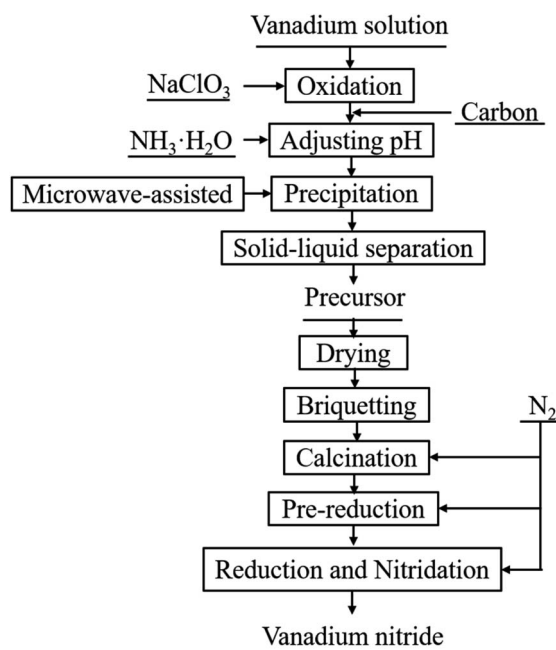 Vanadium solution
NaClO₃
Oxidation
Carbon
NH₃·H₂O
Adjusting pH
Microwave-assisted
Precipitation
Solid-liquid separation
Precursor
Drying
Briquetting
N₂
Calcination
Pre-reduction
Reduction and Nitridation
Vanadium nitride